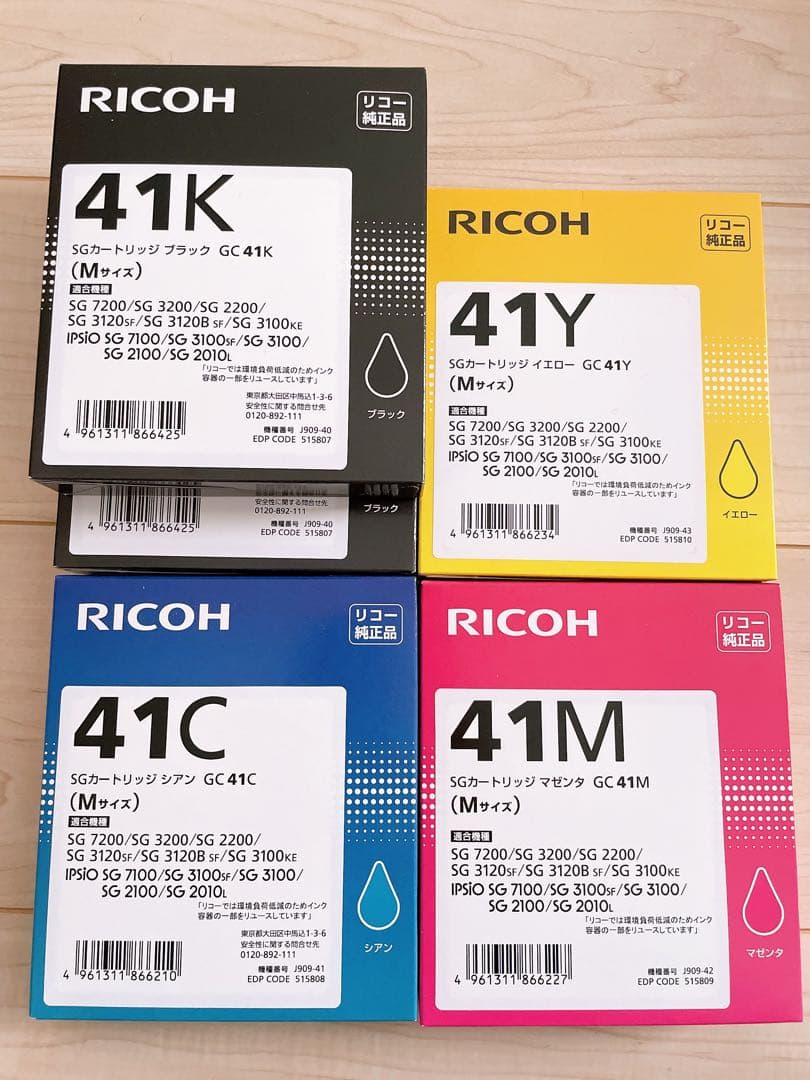 RICOH
リコー
純正品
41K
SGカートリッジ ブラック GC 41K
(Mサイズ)
適合機種
SG 7200/SG 3200/SG 2200/
SG 3120SF/SG 3120B SF/SG 3100KE
IPSiO SG 7100/SG 3100SF/SG 3100/
SG 2100/SG 2010L
「リコーでは環境負荷低減のためインク
容器の一部をリユースしています」
東京都大田区中馬込1-3-6
安全性に関する問合せ先
0120-892-111
機種番号 J909-40
EDP CODE 515807
4 961311 866425
ブラック
安全性に関する問合せ先
0120-892-111
機種番号 J909-40
EDP CODE 515807
4 961311 866425
ブラック
RICOH
リコー
純正品
41Y
SGカートリッジ イエロー GC 41Y
(Mサイズ)
適合機種
SG 7200/SG 3200/SG 2200/
SG 3120SF/SG 3120B SF/SG 3100KE
IPSiO SG 7100/SG 3100SF/SG 3100/
SG 2100/SG 2010L
「リコーでは環境負荷低減のためインク
容器の一部をリユースしています」
機種番号 J909-43
EDP CODE 515810
4 961311 866234
イエロー
RICOH
リコー
純正品
41C
SGカートリッジ シアン GC 41C
(Mサイズ)
適合機種
SG 7200/SG 3200/SG 2200/
SG 3120SF/SG 3120B SF/SG 3100KE
IPSiO SG 7100/SG 3100SF/SG 3100/
SG 2100/SG 2010L
「リコーでは環境負荷低減のためインク
容器の一部をリユースしています」
東京都大田区中馬込1-3-6
安全性に関する問合せ先
0120-892-111
機種番号 J909-41
EDP CODE 515808
4 961311 866210
シアン
RICOH
リコー
純正品
41M
SGカートリッジ マゼンタ GC 41M
(Mサイズ)
適合機種
SG 7200/SG 3200/SG 2200/
SG 3120SF/SG 3120B SF/SG 3100KE
IPSiO SG 7100/SG 3100SF/SG 3100/
SG 2100/SG 2010L
「リコーでは環境負荷低減のためインク
容器の一部をリユースしています」
機種番号 J909-42
EDP CODE 515809
4 961311 866227
マゼンタ